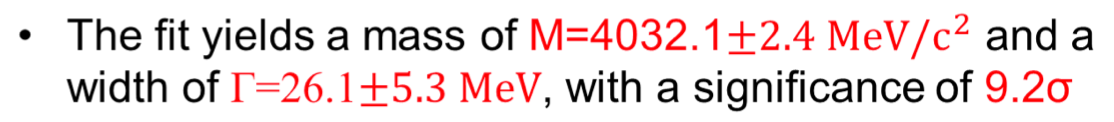 • The fit yields a mass of M=4032.1±2.4 MeV/c² and a
width of Γ=26.1±5.3 MeV, with a significance of 9.2σ